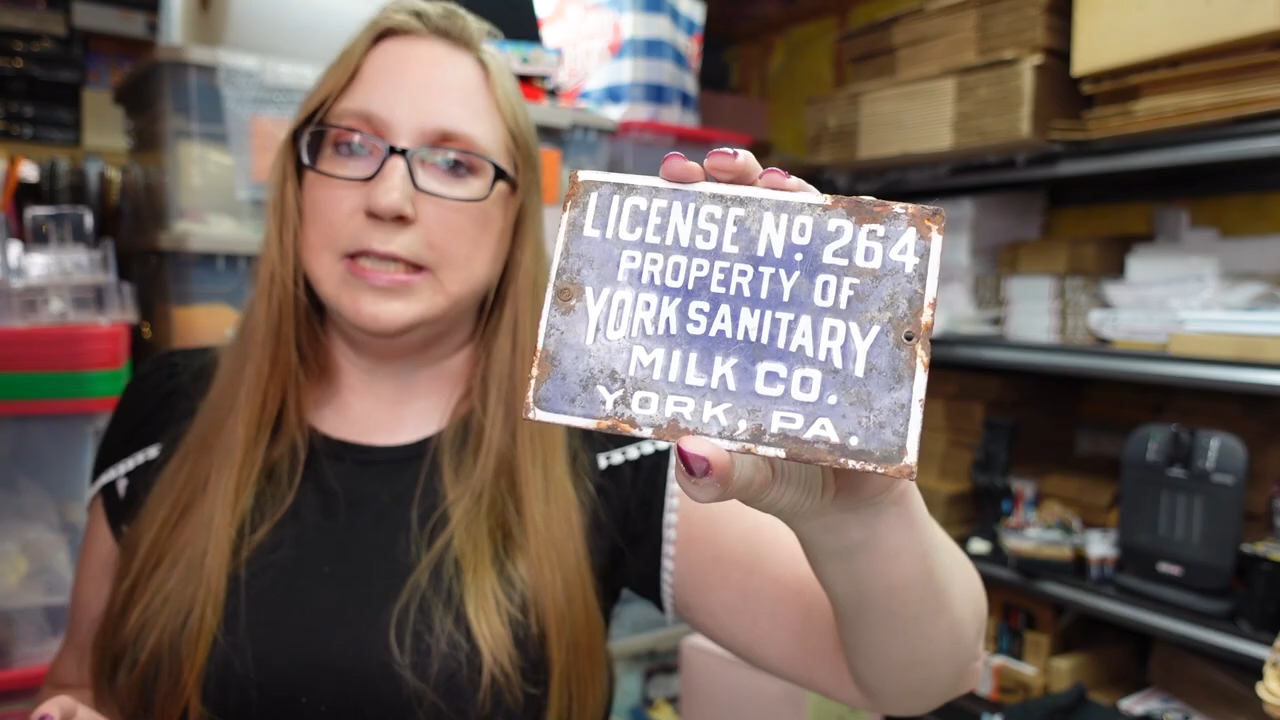 LICENSE Nº 264
PROPERTY OF
YORK SANITARY
MILK CO.
YORK, PA.